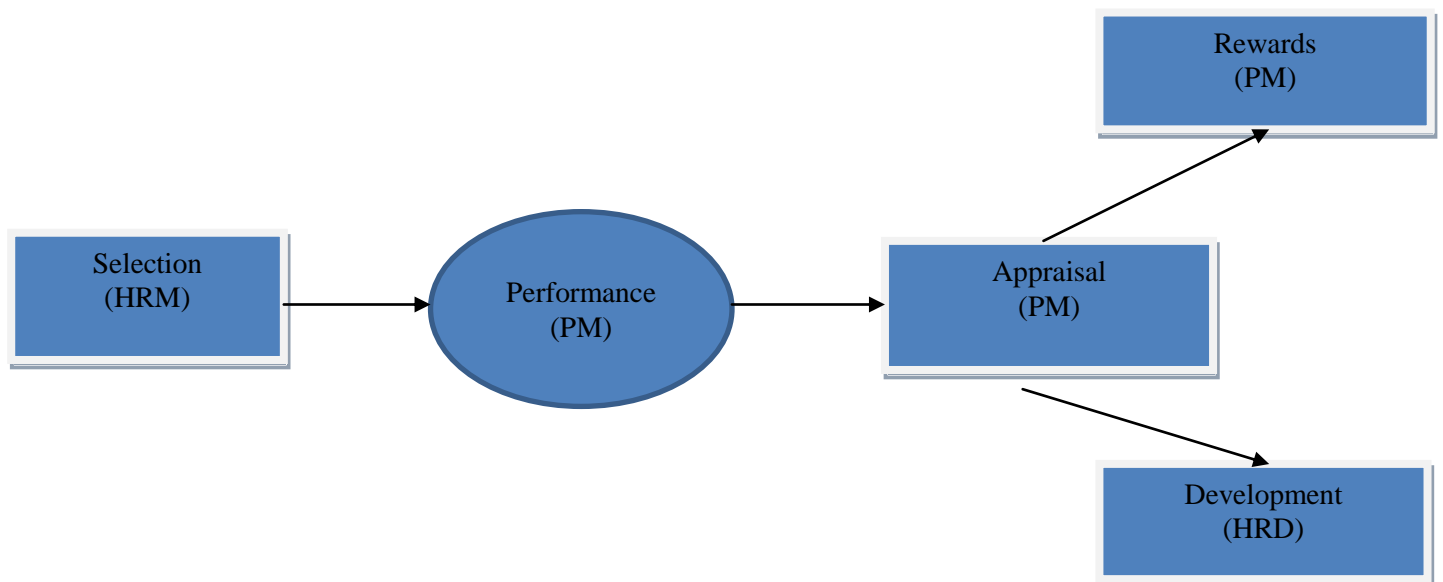 Rewards
(PM)
Selection
(HRM)
Performance
(PM)
Appraisal
(PM)
Development
(HRD)